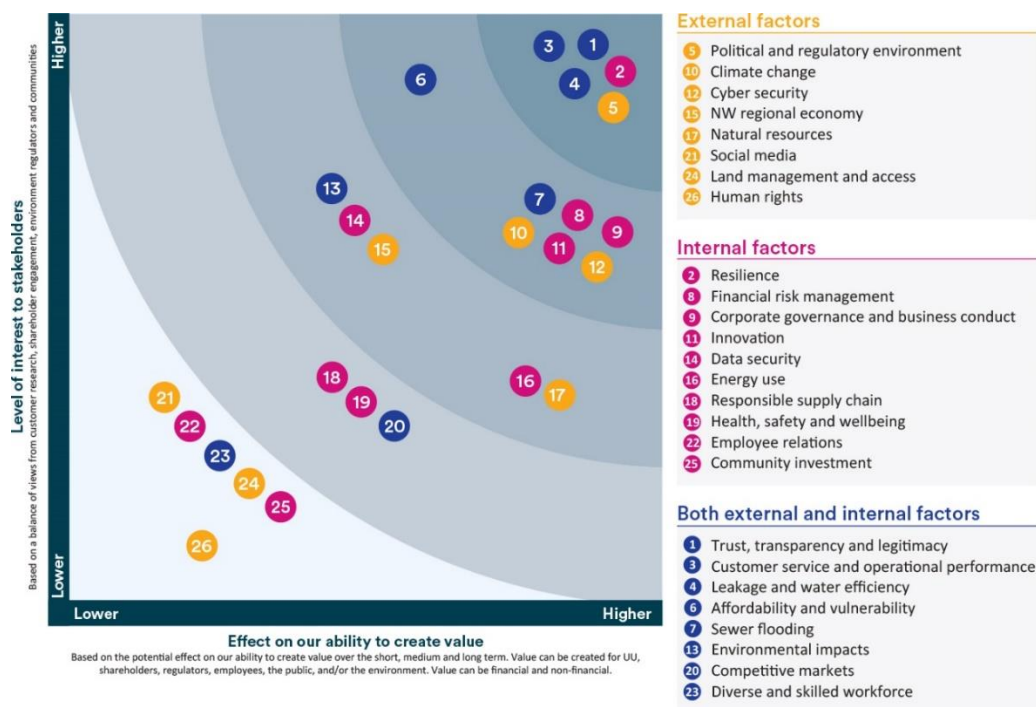 Higher
Level of interest to stakeholders
Based on a balance of views from customer research, shareholder engagement, environment regulators and communities
Lower
3
1
2
6
4
5
13
7
14
8
10
9
15
11
12
18
16
21
19
17
22
20
23
24
25
26
Lower
Higher
Effect on our ability to create value
Based on the potential effect on our ability to create value over the short, medium and long term. Value can be created for UU,
shareholders, regulators, employees, the public, and/or the environment. Value can be financial and non-financial.
External factors
5 Political and regulatory environment
10 Climate change
12 Cyber security
15 NW regional economy
17 Natural resources
21 Social media
24 Land management and access
26 Human rights
Internal factors
2 Resilience
8 Financial risk management
9 Corporate governance and business conduct
11 Innovation
14 Data security
16 Energy use
18 Responsible supply chain
19 Health, safety and wellbeing
22 Employee relations
25 Community investment
Both external and internal factors
1 Trust, transparency and legitimacy
3 Customer service and operational performance
4 Leakage and water efficiency
6 Affordability and vulnerability
7 Sewer flooding
13 Environmental impacts
20 Competitive markets
23 Diverse and skilled workforce